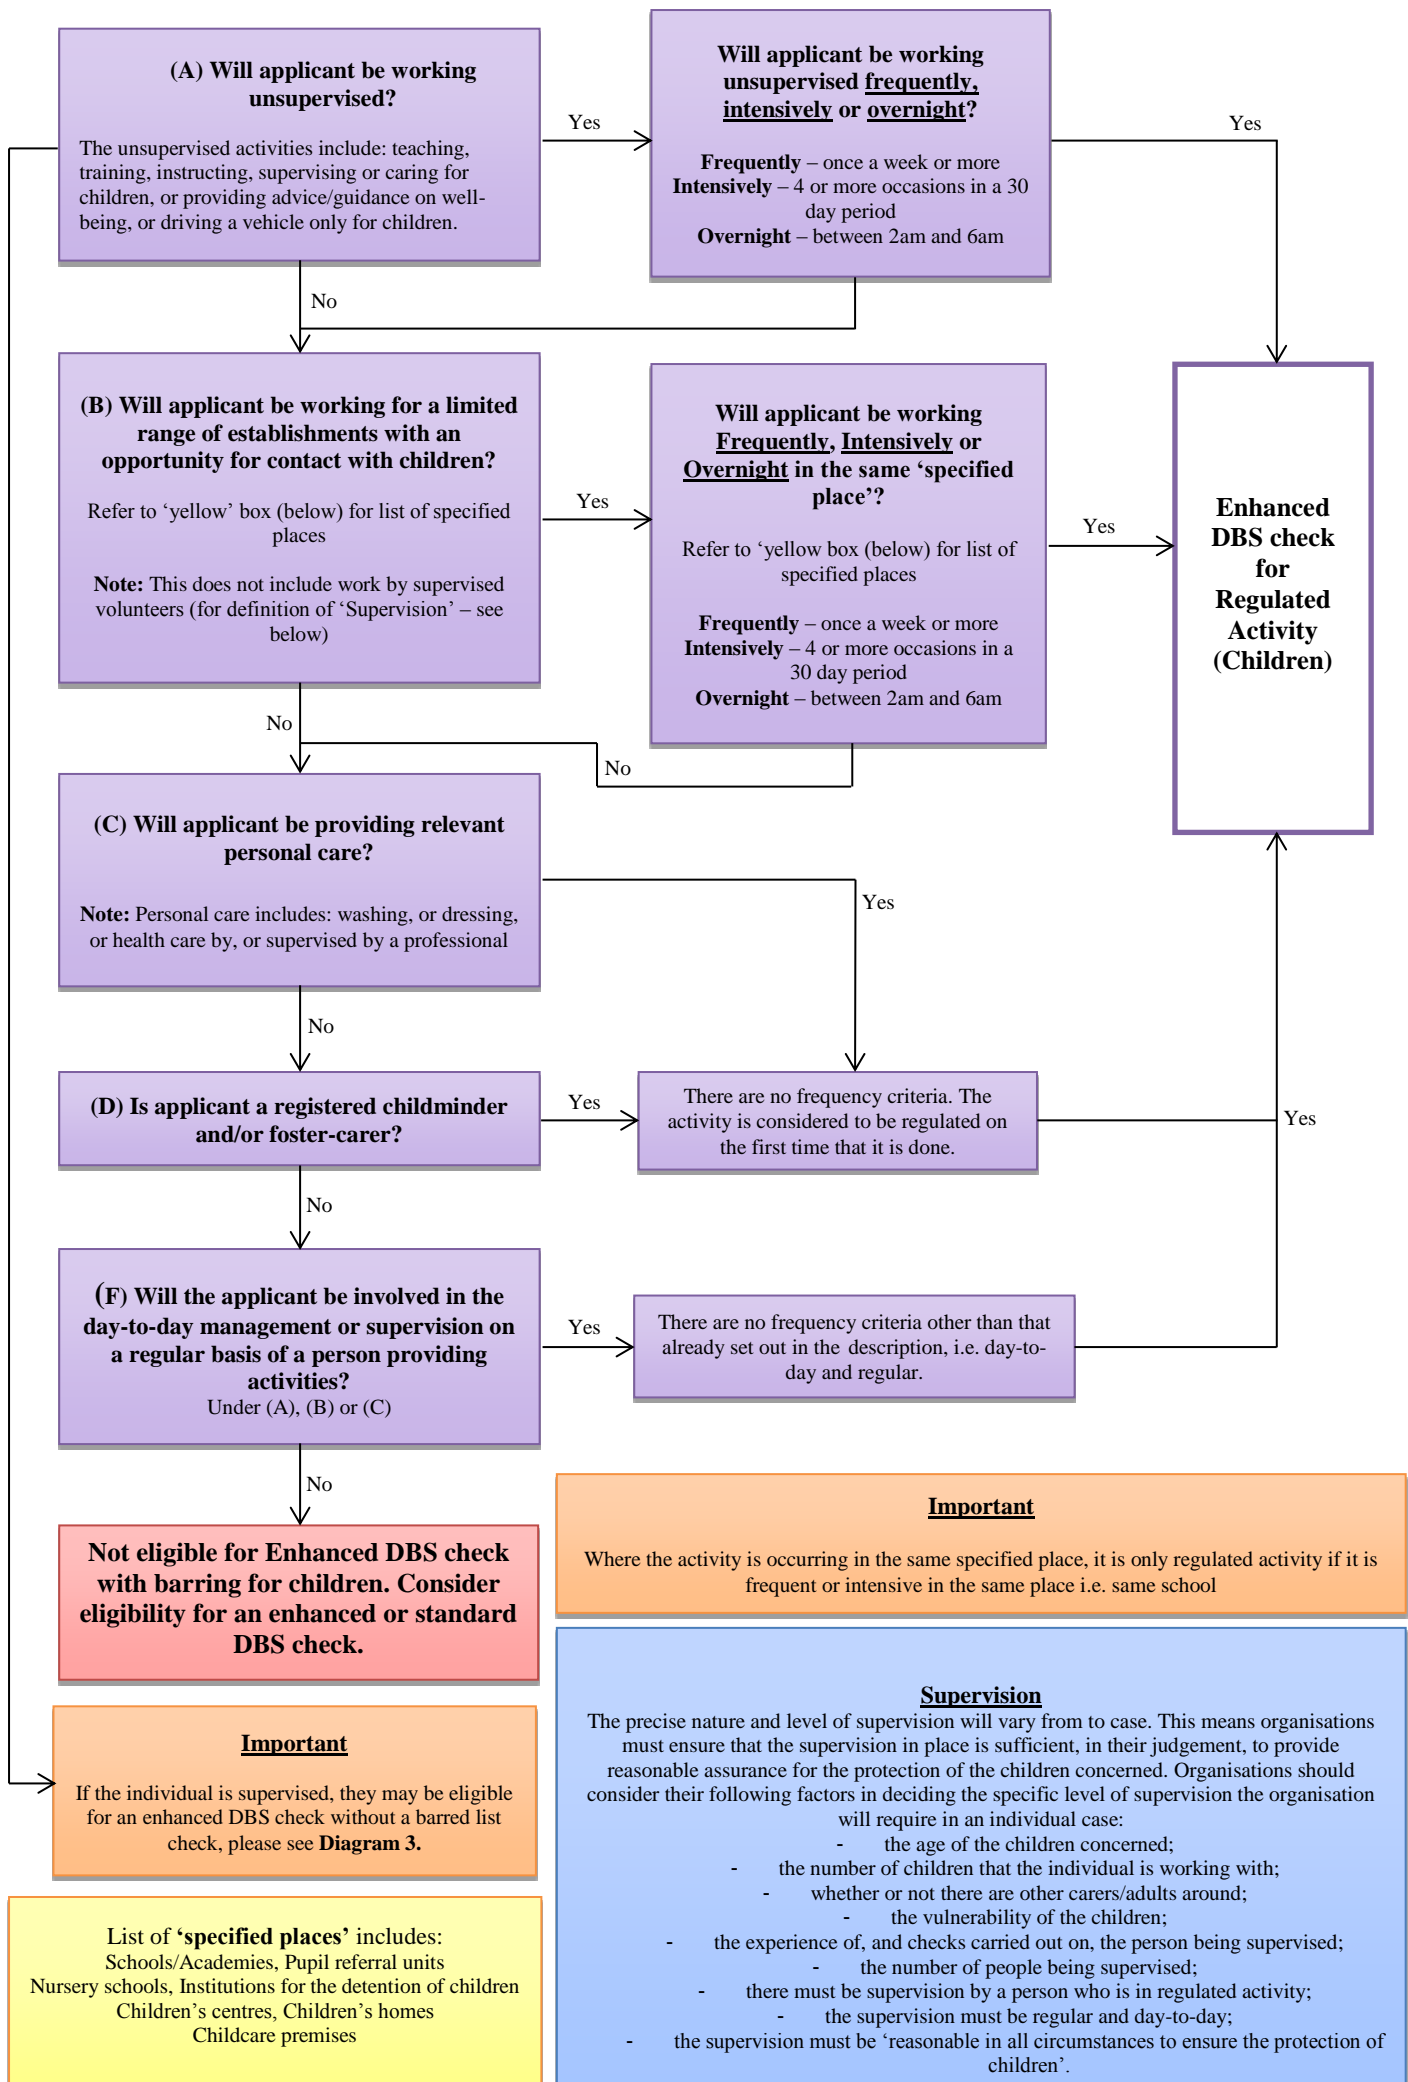 (A) Will applicant be working
unsupervised?
The unsupervised activities include: teaching,
training, instructing, supervising or caring for
children, or providing advice/guidance on well-
being, or driving a vehicle only for children.
Yes
Will applicant be working
unsupervised frequently,
intensively or overnight?
Frequently – once a week or more
Intensively – 4 or more occasions in a 30
day period
Overnight – between 2am and 6am
Yes
No
(B) Will applicant be working for a limited
range of establishments with an
opportunity for contact with children?
Refer to ‘yellow’ box (below) for list of specified
places
Note: This does not include work by supervised
volunteers (for definition of ‘Supervision’ – see
below)
Yes
Will applicant be working
Frequently, Intensively or
Overnight in the same ‘specified
place’?
Refer to ‘yellow box (below) for list of
specified places
Frequently – once a week or more
Intensively – 4 or more occasions in a
30 day period
Overnight – between 2am and 6am
Yes
Enhanced
DBS check
for
Regulated
Activity
(Children)
No
No
(C) Will applicant be providing relevant
personal care?
Note: Personal care includes: washing, or dressing,
or health care by, or supervised by a professional
Yes
No
(D) Is applicant a registered childminder
and/or foster-carer?
Yes
There are no frequency criteria. The
activity is considered to be regulated on
the first time that it is done.
Yes
No
(F) Will the applicant be involved in the
day-to-day management or supervision on
a regular basis of a person providing
activities?
Under (A), (B) or (C)
Yes
There are no frequency criteria other than that
already set out in the description, i.e. day-to-
day and regular.
No
Not eligible for Enhanced DBS check
with barring for children. Consider
eligibility for an enhanced or standard
DBS check.
Important
Where the activity is occurring in the same specified place, it is only regulated activity if it is
frequent or intensive in the same place i.e. same school
Important
If the individual is supervised, they may be eligible
for an enhanced DBS check without a barred list
check, please see Diagram 3.
Supervision
The precise nature and level of supervision will vary from to case. This means organisations
must ensure that the supervision in place is sufficient, in their judgement, to provide
reasonable assurance for the protection of the children concerned. Organisations should
consider their following factors in deciding the specific level of supervision the organisation
will require in an individual case:
- the age of the children concerned;
- the number of children that the individual is working with;
- whether or not there are other carers/adults around;
- the vulnerability of the children;
- the experience of, and checks carried out on, the person being supervised;
- the number of people being supervised;
- there must be supervision by a person who is in regulated activity;
- the supervision must be regular and day-to-day;
- the supervision must be ‘reasonable in all circumstances to ensure the protection of
children’.
List of ‘specified places’ includes:
Schools/Academies, Pupil referral units
Nursery schools, Institutions for the detention of children
Children’s centres, Children’s homes
Childcare premises